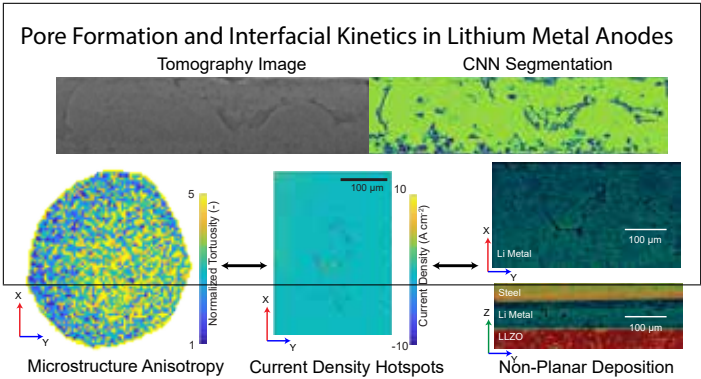 Pore Formation and Interfacial Kinetics in Lithium Metal Anodes
Tomography Image
CNN Segmentation
5
Normalized Tortuosity (-)
1
X
Y
Microstructure Anisotropy
100 µm
10
Current Density (A cm-2)
-10
X
Y
Current Density Hotspots
X
Y
Li Metal
100 µm
Steel
Li Metal
LLZO
100 µm
Z
Y
Non-Planar Deposition